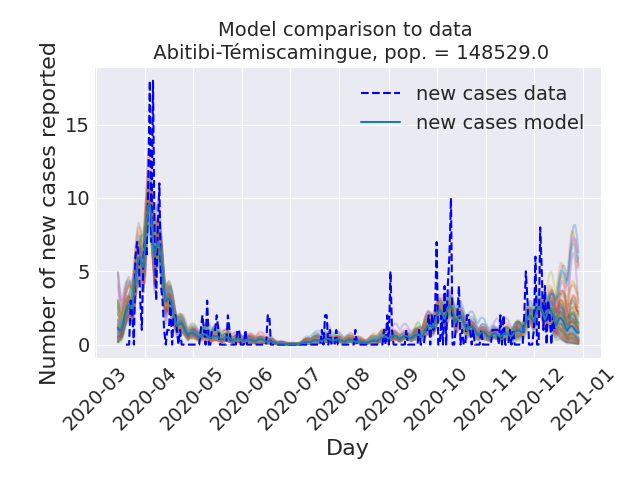 Model comparison to data
Abitibi-Témiscamingue, pop. = 148529.0
new cases data
new cases model
Number of new cases reported
15
10
5
0
2020-03
2020-04
2020-05
2020-06
2020-07
2020-08
2020-09
2020-10
2020-11
2020-12
2021-01
Day